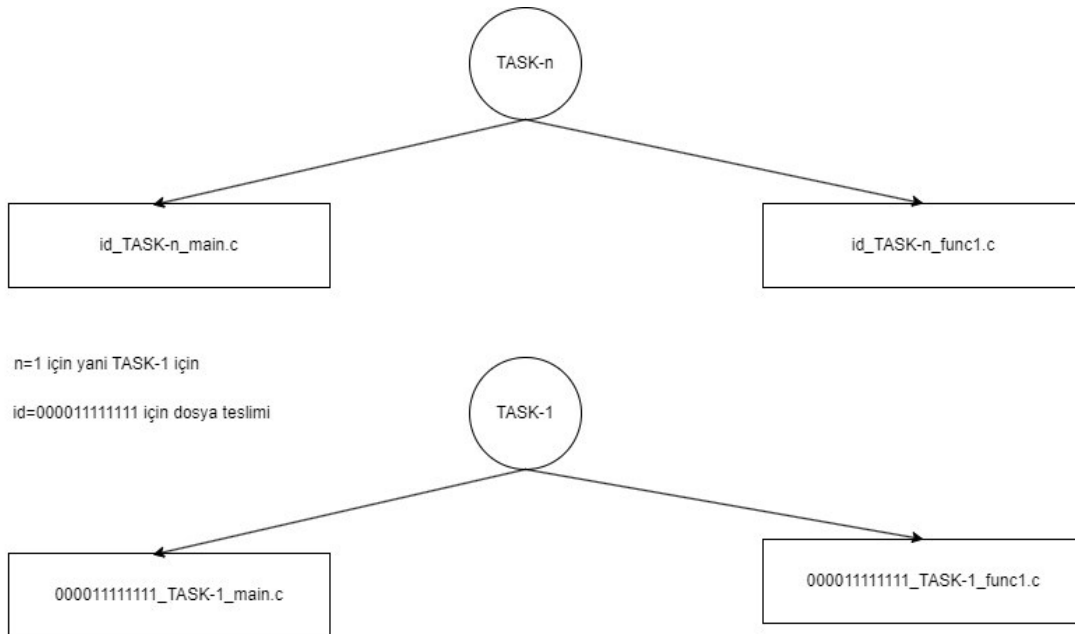 TASK-n
id_TASK-n_main.c
id_TASK-n_func1.c
n=1 için yani TASK-1 için
id=000011111111 için dosya teslimi
TASK-1
000011111111_TASK-1_main.c
000011111111_TASK-1_func1.c